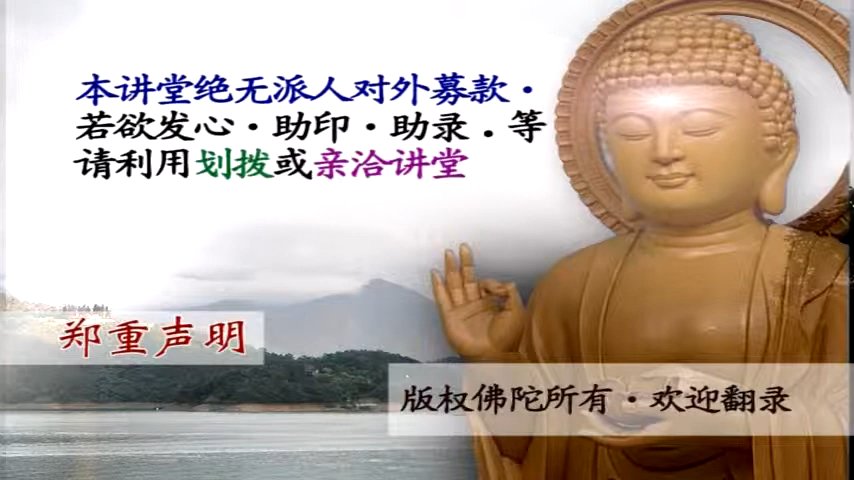 本讲堂绝无派人对外募款·
若欲发心·助印·助录．等
请利用划拨或亲洽讲堂
郑重声明
版权佛陀所有·欢迎翻录